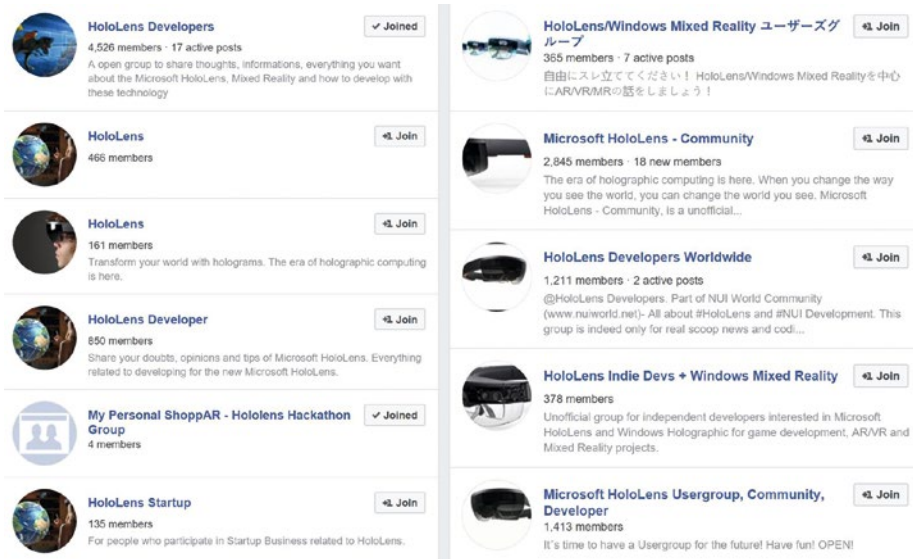 HoloLens Developers
✓ Joined
4,526 members · 17 active posts
A open group to share thoughts, informations, everything you want
about the Microsoft HoloLens, Mixed Reality and how to develop with
these technology
HoloLens
+1 Join
466 members
HoloLens
+1 Join
161 members
Transform your world with holograms. The era of holographic computing
is here.
HoloLens Developer
+1 Join
850 members
Share your doubts, opinions and tips of Microsoft HoloLens. Everything
related to developing for the new Microsoft HoloLens.
My Personal ShoppAR - Hololens Hackathon
Group
✓ Joined
4 members
HoloLens Startup
+1 Join
135 members
For people who participate in Startup Business related to HoloLens.
HoloLens/Windows Mixed Reality ユーザーズグ
ループ
+1 Join
365 members · 7 active posts
自由にスレ立ててください！ HoloLens/Windows Mixed Realityを中心
にAR/VR/MRの話をしましょう！
Microsoft HoloLens - Community
+1 Join
2,845 members · 18 new members
The era of holographic computing is here. When you change the way
you see the world, you can change the world you see. Microsoft
HoloLens - Community, is a unofficial...
HoloLens Developers Worldwide
+1 Join
1,211 members · 2 active posts
@HoloLens Developers. Part of NUI World Community
(www.nuiworld.net)- All about #HoloLens and #NUI Development. This
group is indeed only for real scoop news and codi...
HoloLens Indie Devs + Windows Mixed Reality
+1 Join
378 members
Unofficial group for independent developers interested in Microsoft
HoloLens and Windows Holographic for game development, AR/VR and
Mixed Reality projects.
Microsoft HoloLens Usergroup, Community,
Developer
+1 Join
1,413 members
It's time to have a Usergroup for the future! Have fun! OPEN!